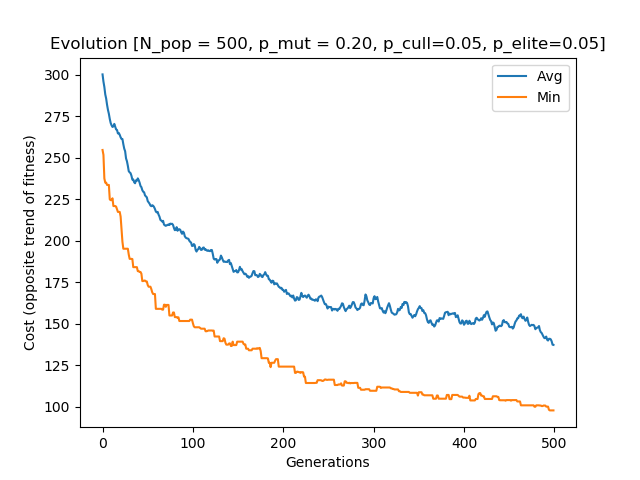 Evolution [N_pop = 500, p_mut = 0.20, p_cull=0.05, p_elite=0.05]
Avg
Min
300
275
250
225
200
175
150
125
100
Cost (opposite trend of fitness)
0 100 200 300 400 500
Generations